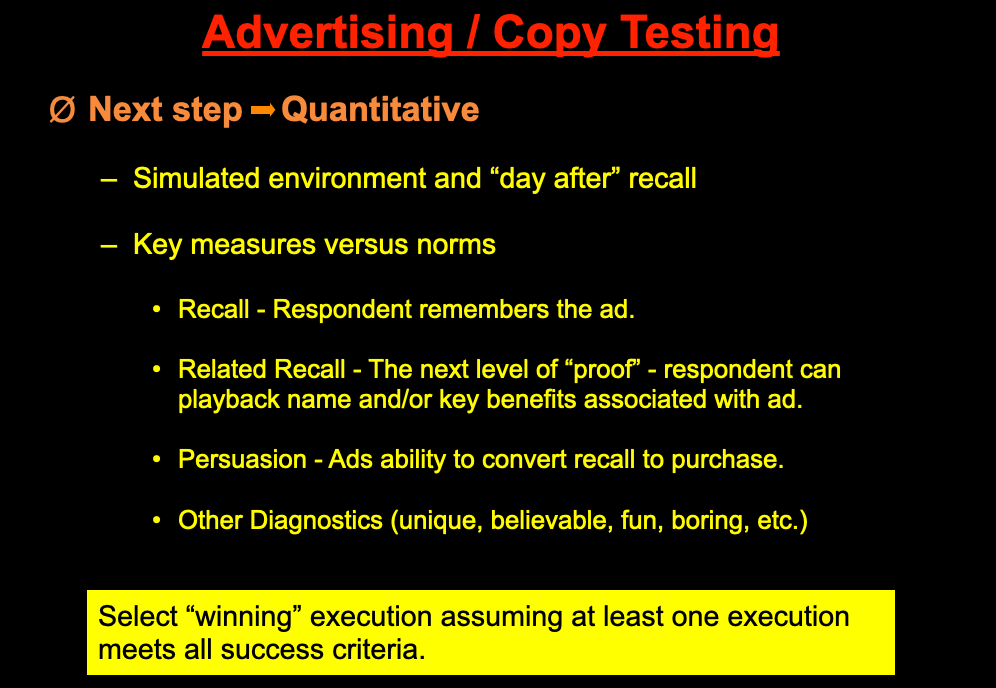 Advertising / Copy Testing
Ø Next step ➡ Quantitative
– Simulated environment and “day after” recall
– Key measures versus norms
• Recall - Respondent remembers the ad.
• Related Recall - The next level of “proof” - respondent can
playback name and/or key benefits associated with ad.
• Persuasion - Ads ability to convert recall to purchase.
• Other Diagnostics (unique, believable, fun, boring, etc.)
Select “winning” execution assuming at least one execution
meets all success criteria.